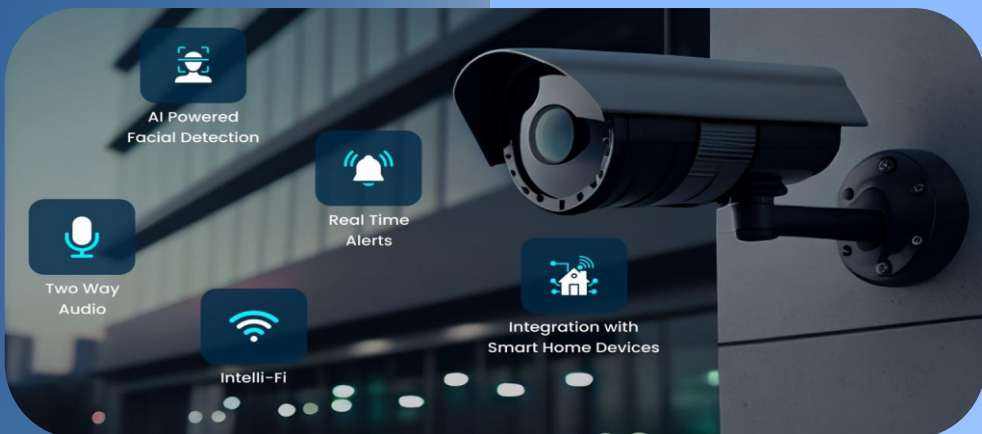 AI Powered
Facial Detection
Real Time
Alerts
Two Way
Audio
Integration with
Smart Home Devices
Intelli-Fi